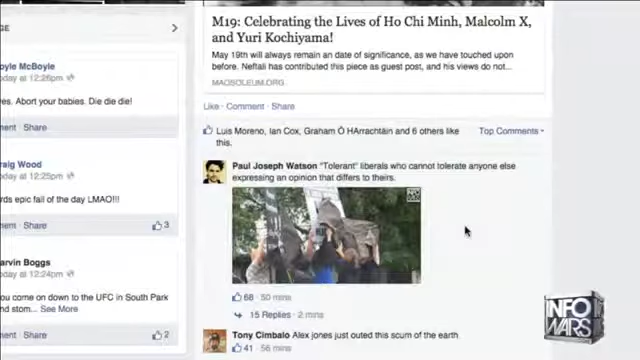 GE
oyle McBoyle
oday at 12:26pm
es. Abort your babies. Die die die!
ment · Share
raig Wood
oday at 12:25pm
rds epic fail of the day LMAO!!!
ment · Share
3
arvin Boggs
oday at 12:24pm
ou come on down to the UFC in South Park
nd stom... See More
ment · Share
2
M19: Celebrating the Lives of Ho Chi Minh, Malcolm X,
and Yuri Kochiyama!
May 19th will always remain an date of significance, as we have touched upon
before. Neftali has contributed this piece as guest post, and his views do not...
MAOSOLEUM.ORG
Like · Comment · Share
Luis Moreno, Ian Cox, Graham Ó HArrachtáin and 6 others like
this.
Top Comments
Paul Joseph Watson "Tolerant" liberals who cannot tolerate anyone else
expressing an opinion that differs to theirs.
68 · 50 mins
15 Replies · 2 mins
Tony Cimbalo Alex jones just outed this scum of the earth
41 · 56 mins
INFO
WARS